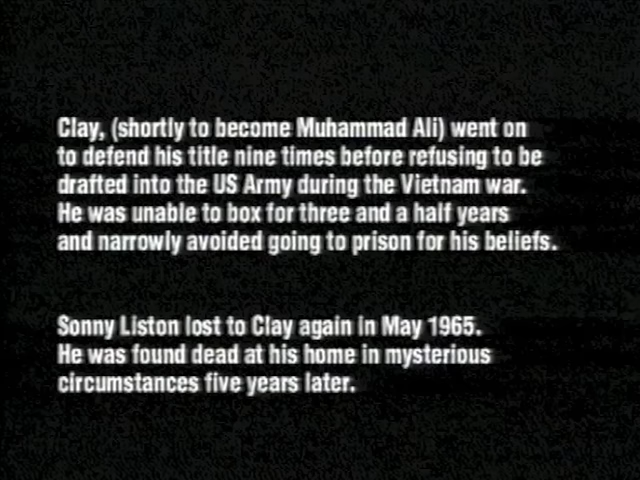 Clay, (shortly to become Muhammad Ali) went on
to defend his title nine times before refusing to be
drafted into the US Army during the Vietnam war.
He was unable to box for three and a half years
and narrowly avoided going to prison for his beliefs.
Sonny Liston lost to Clay again in May 1965.
He was found dead at his home in mysterious
circumstances five years later.